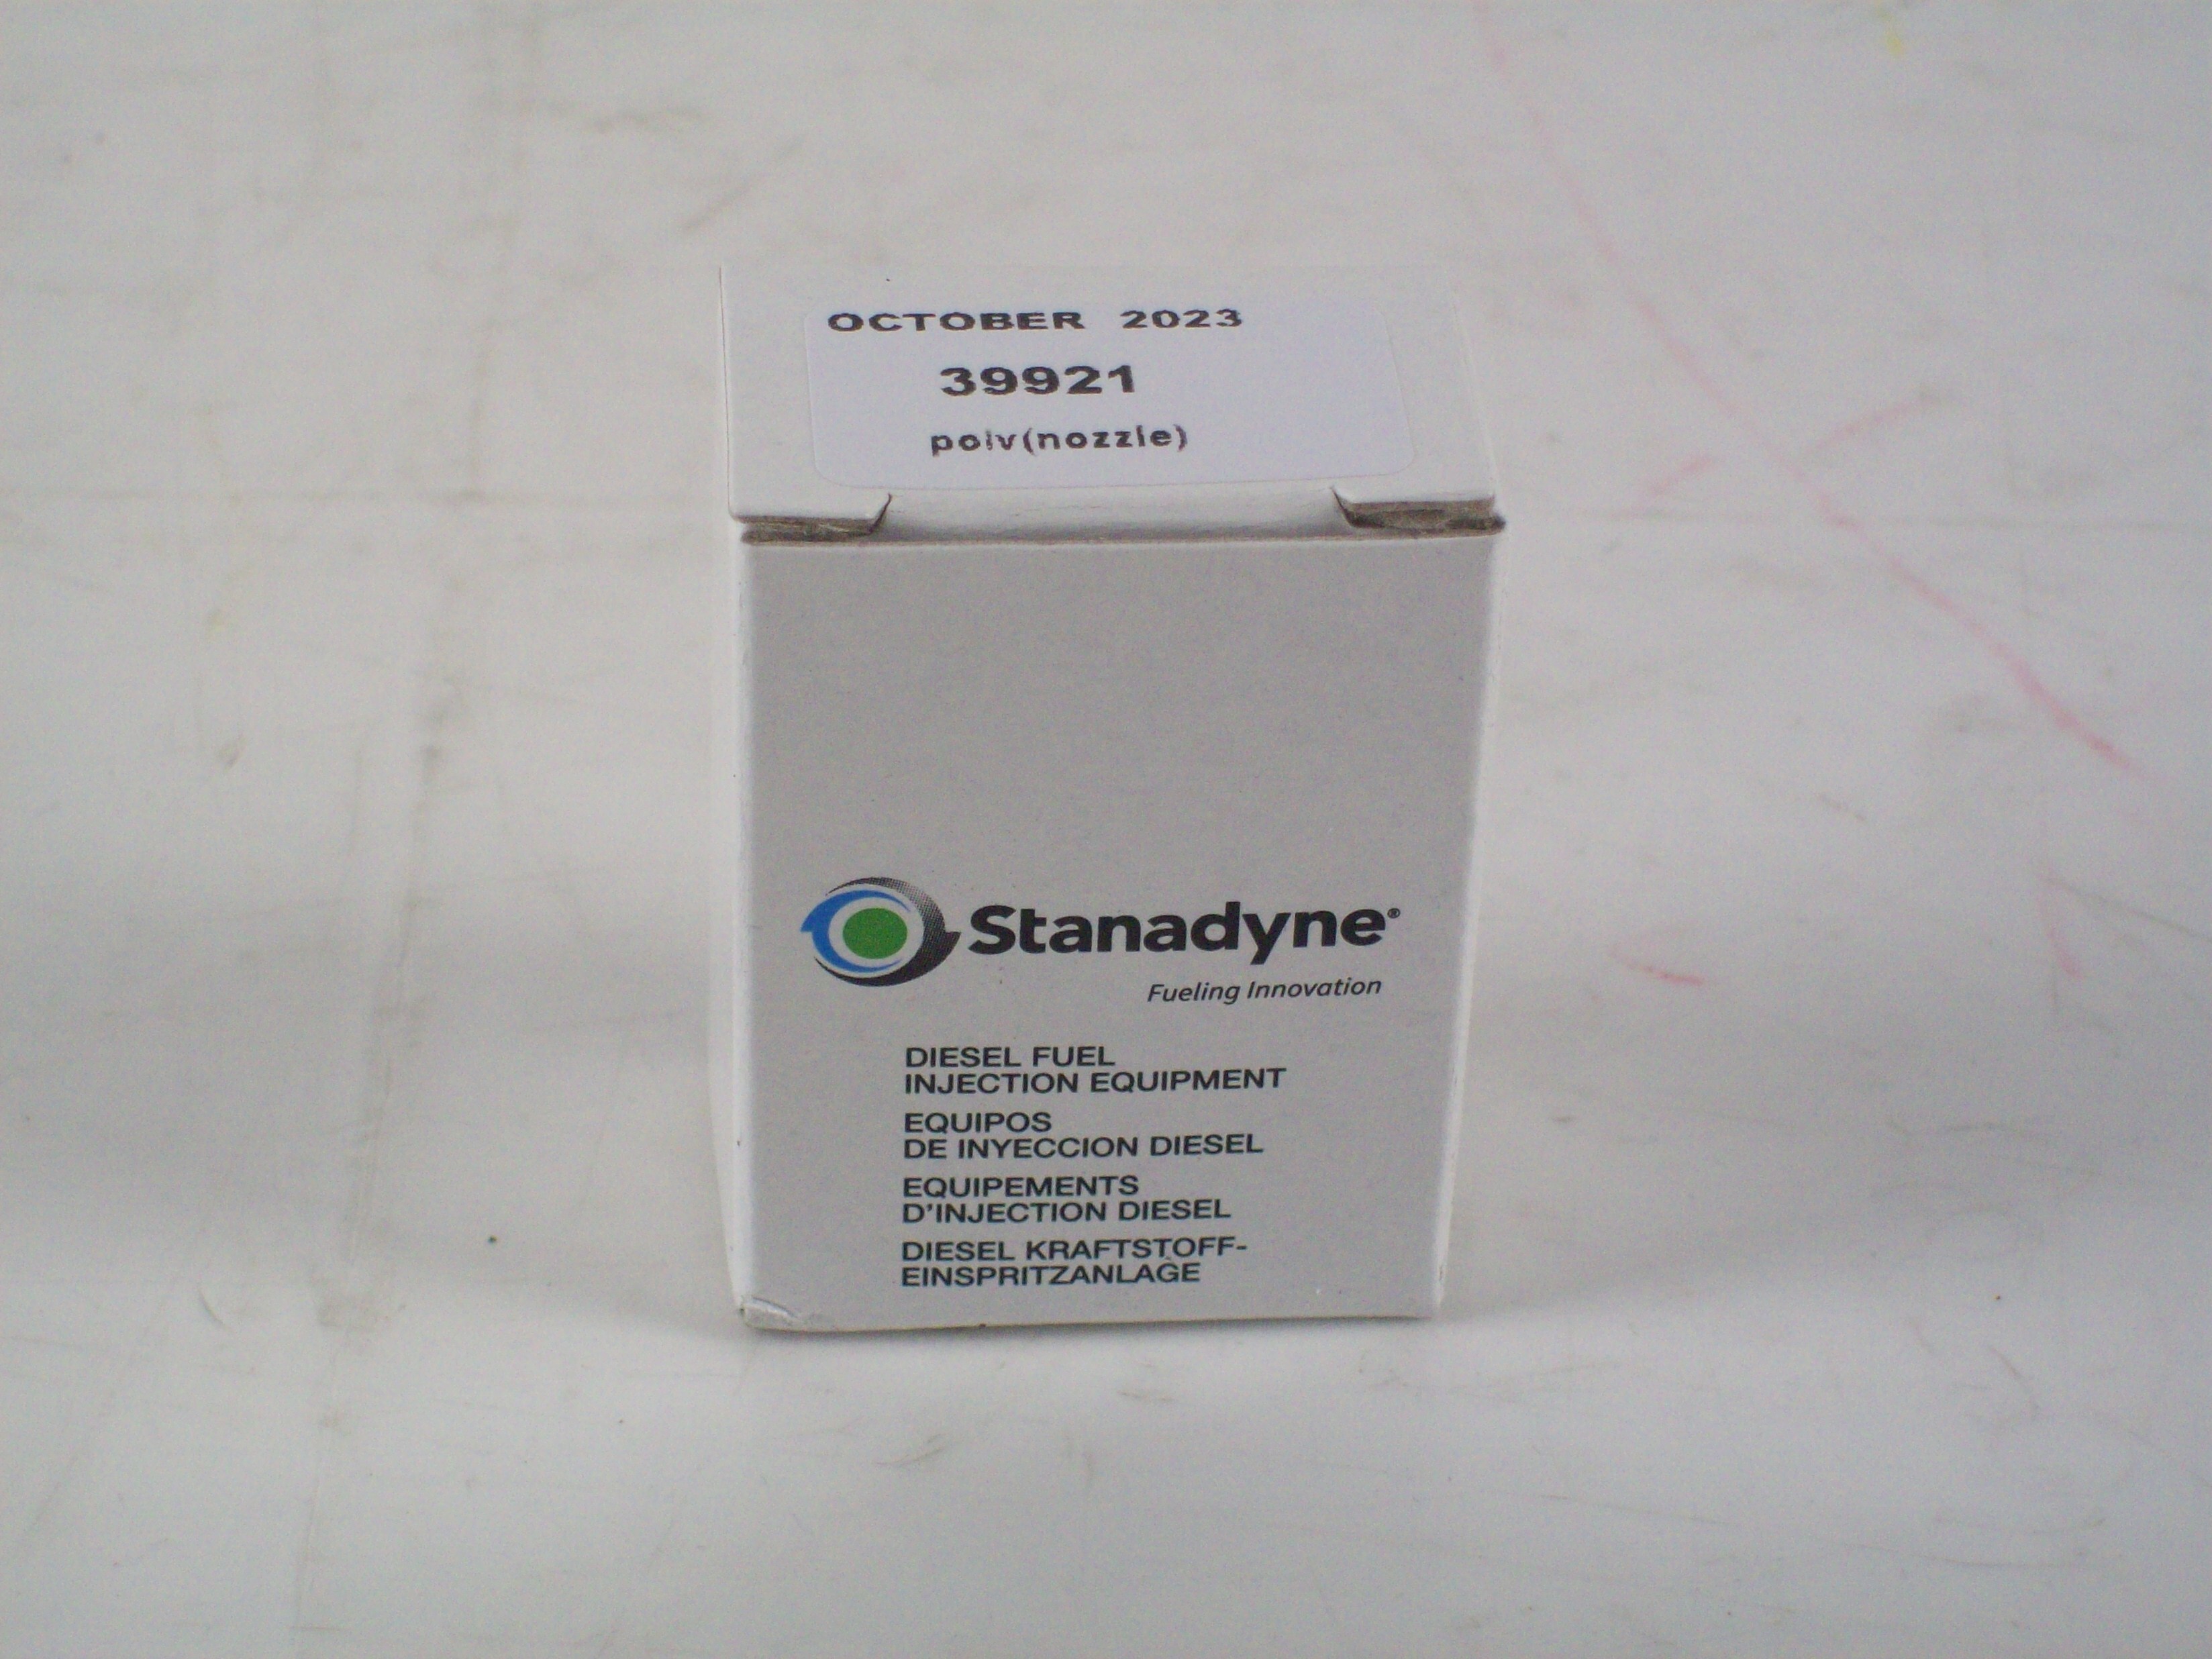 OCTOBER 2023
39921
polv(nozzle)
Stanadyne®
Fueling Innovation
DIESEL FUEL
INJECTION EQUIPMENT
EQUIPOS
DE INYECCION DIESEL
EQUIPEMENTS
D'INJECTION DIESEL
DIESEL KRAFTSTOFF-
EINSPRITZANLAGE